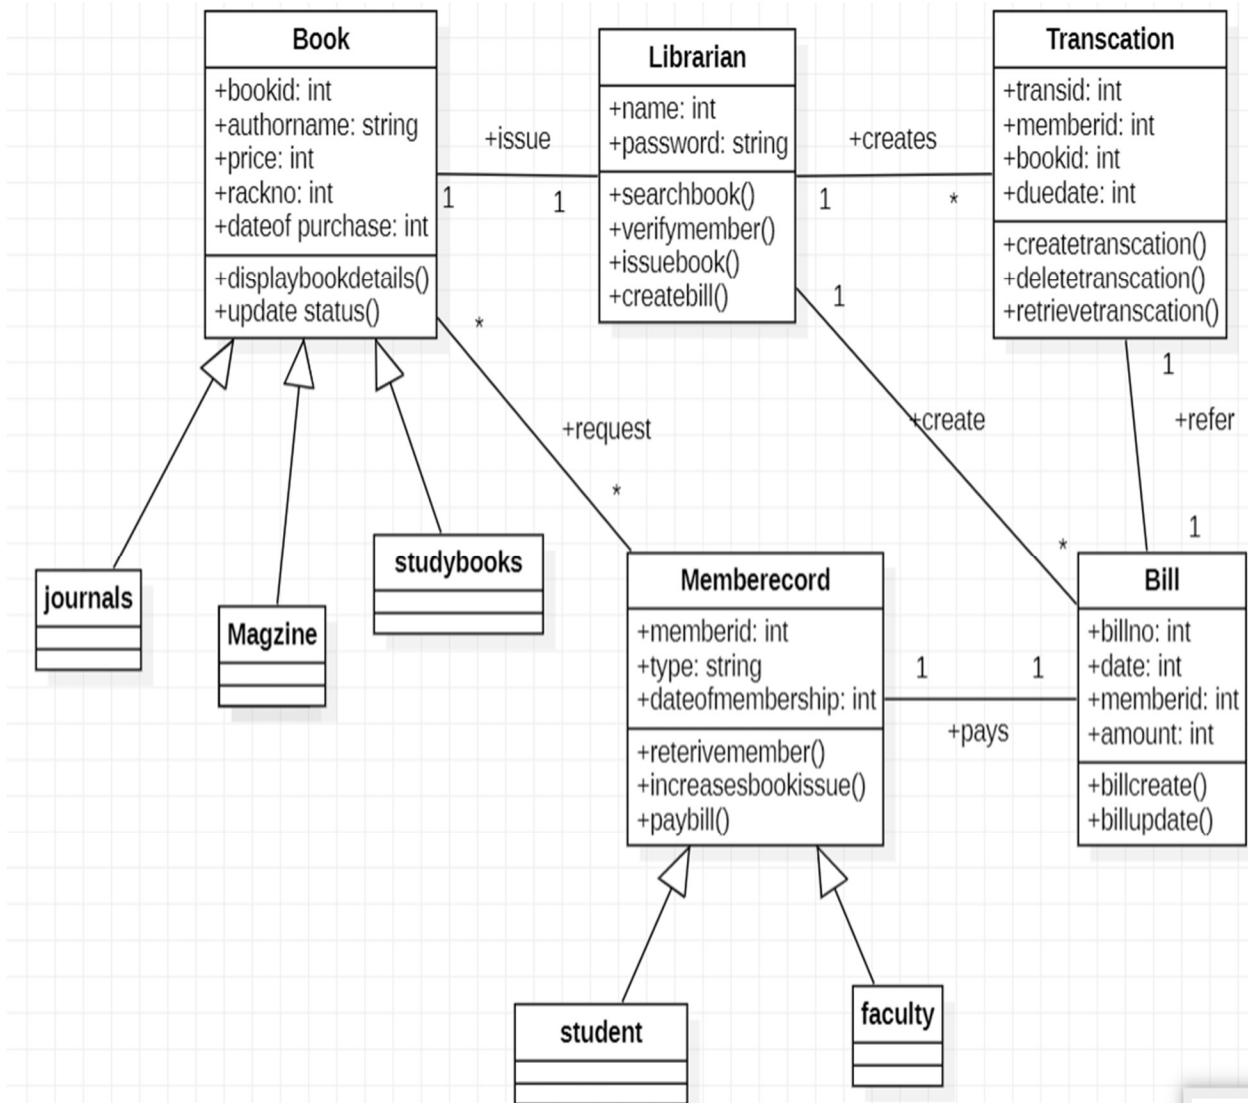 Book
+bookid: int
+authorname: string
+price: int
+rackno: int
+dateof purchase: int
+displaybookdetails()
+update status()
+issue
1
1
Librarian
+name: int
+password: string
+searchbook()
+verifymember()
+issuebook()
+createbill()
+creates
1
*
Transcation
+transid: int
+memberid: int
+bookid: int
+duedate: int
+createtranscation()
+deletetranscation()
+retrievetranscation()
*
+request
*
1
+create
*
1
+refer
1
journals
Magzine
studybooks
Memberecord
+memberid: int
+type: string
+dateofmembership: int
+reterivemember()
+increasesbookissue()
+paybill()
1
1
+pays
Bill
+billno: int
+date: int
+memberid: int
+amount: int
+billcreate()
+billupdate()
student
faculty